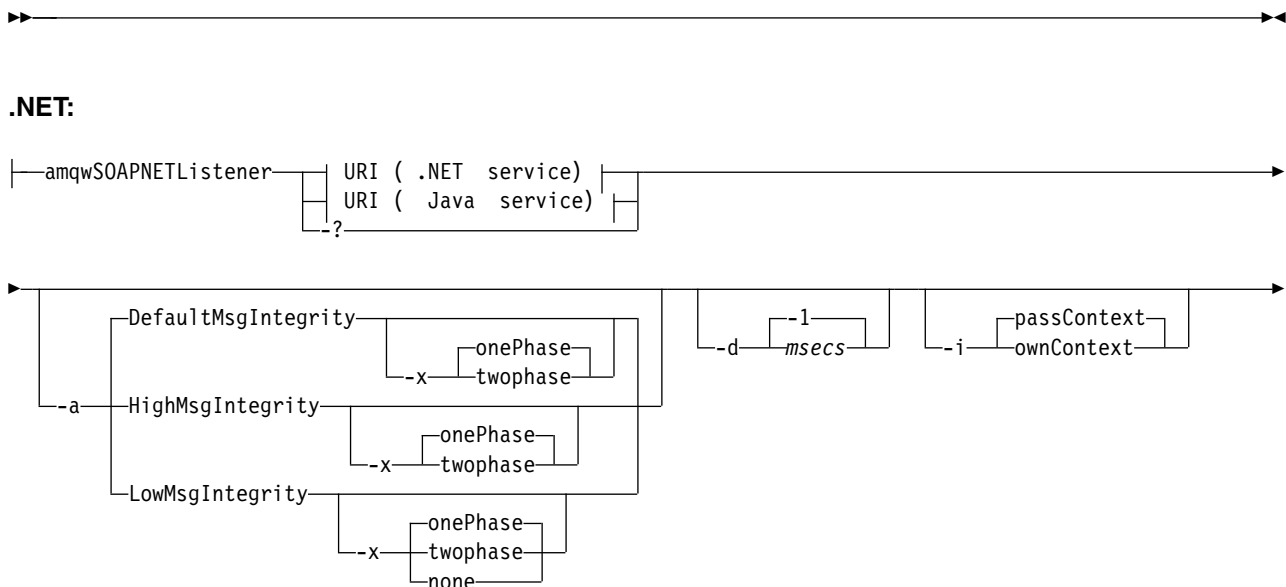 .NET:
amqwSOAPNETListener URI ( .NET service)
URI ( Java service)
-?
DefaultMsgIntegrity -1 passContext
onePhase -d msecs -i ownContext
-x twophase
-a HighMsgIntegrity
onePhase
-x twophase
LowMsgIntegrity
onePhase
-x twophase
none